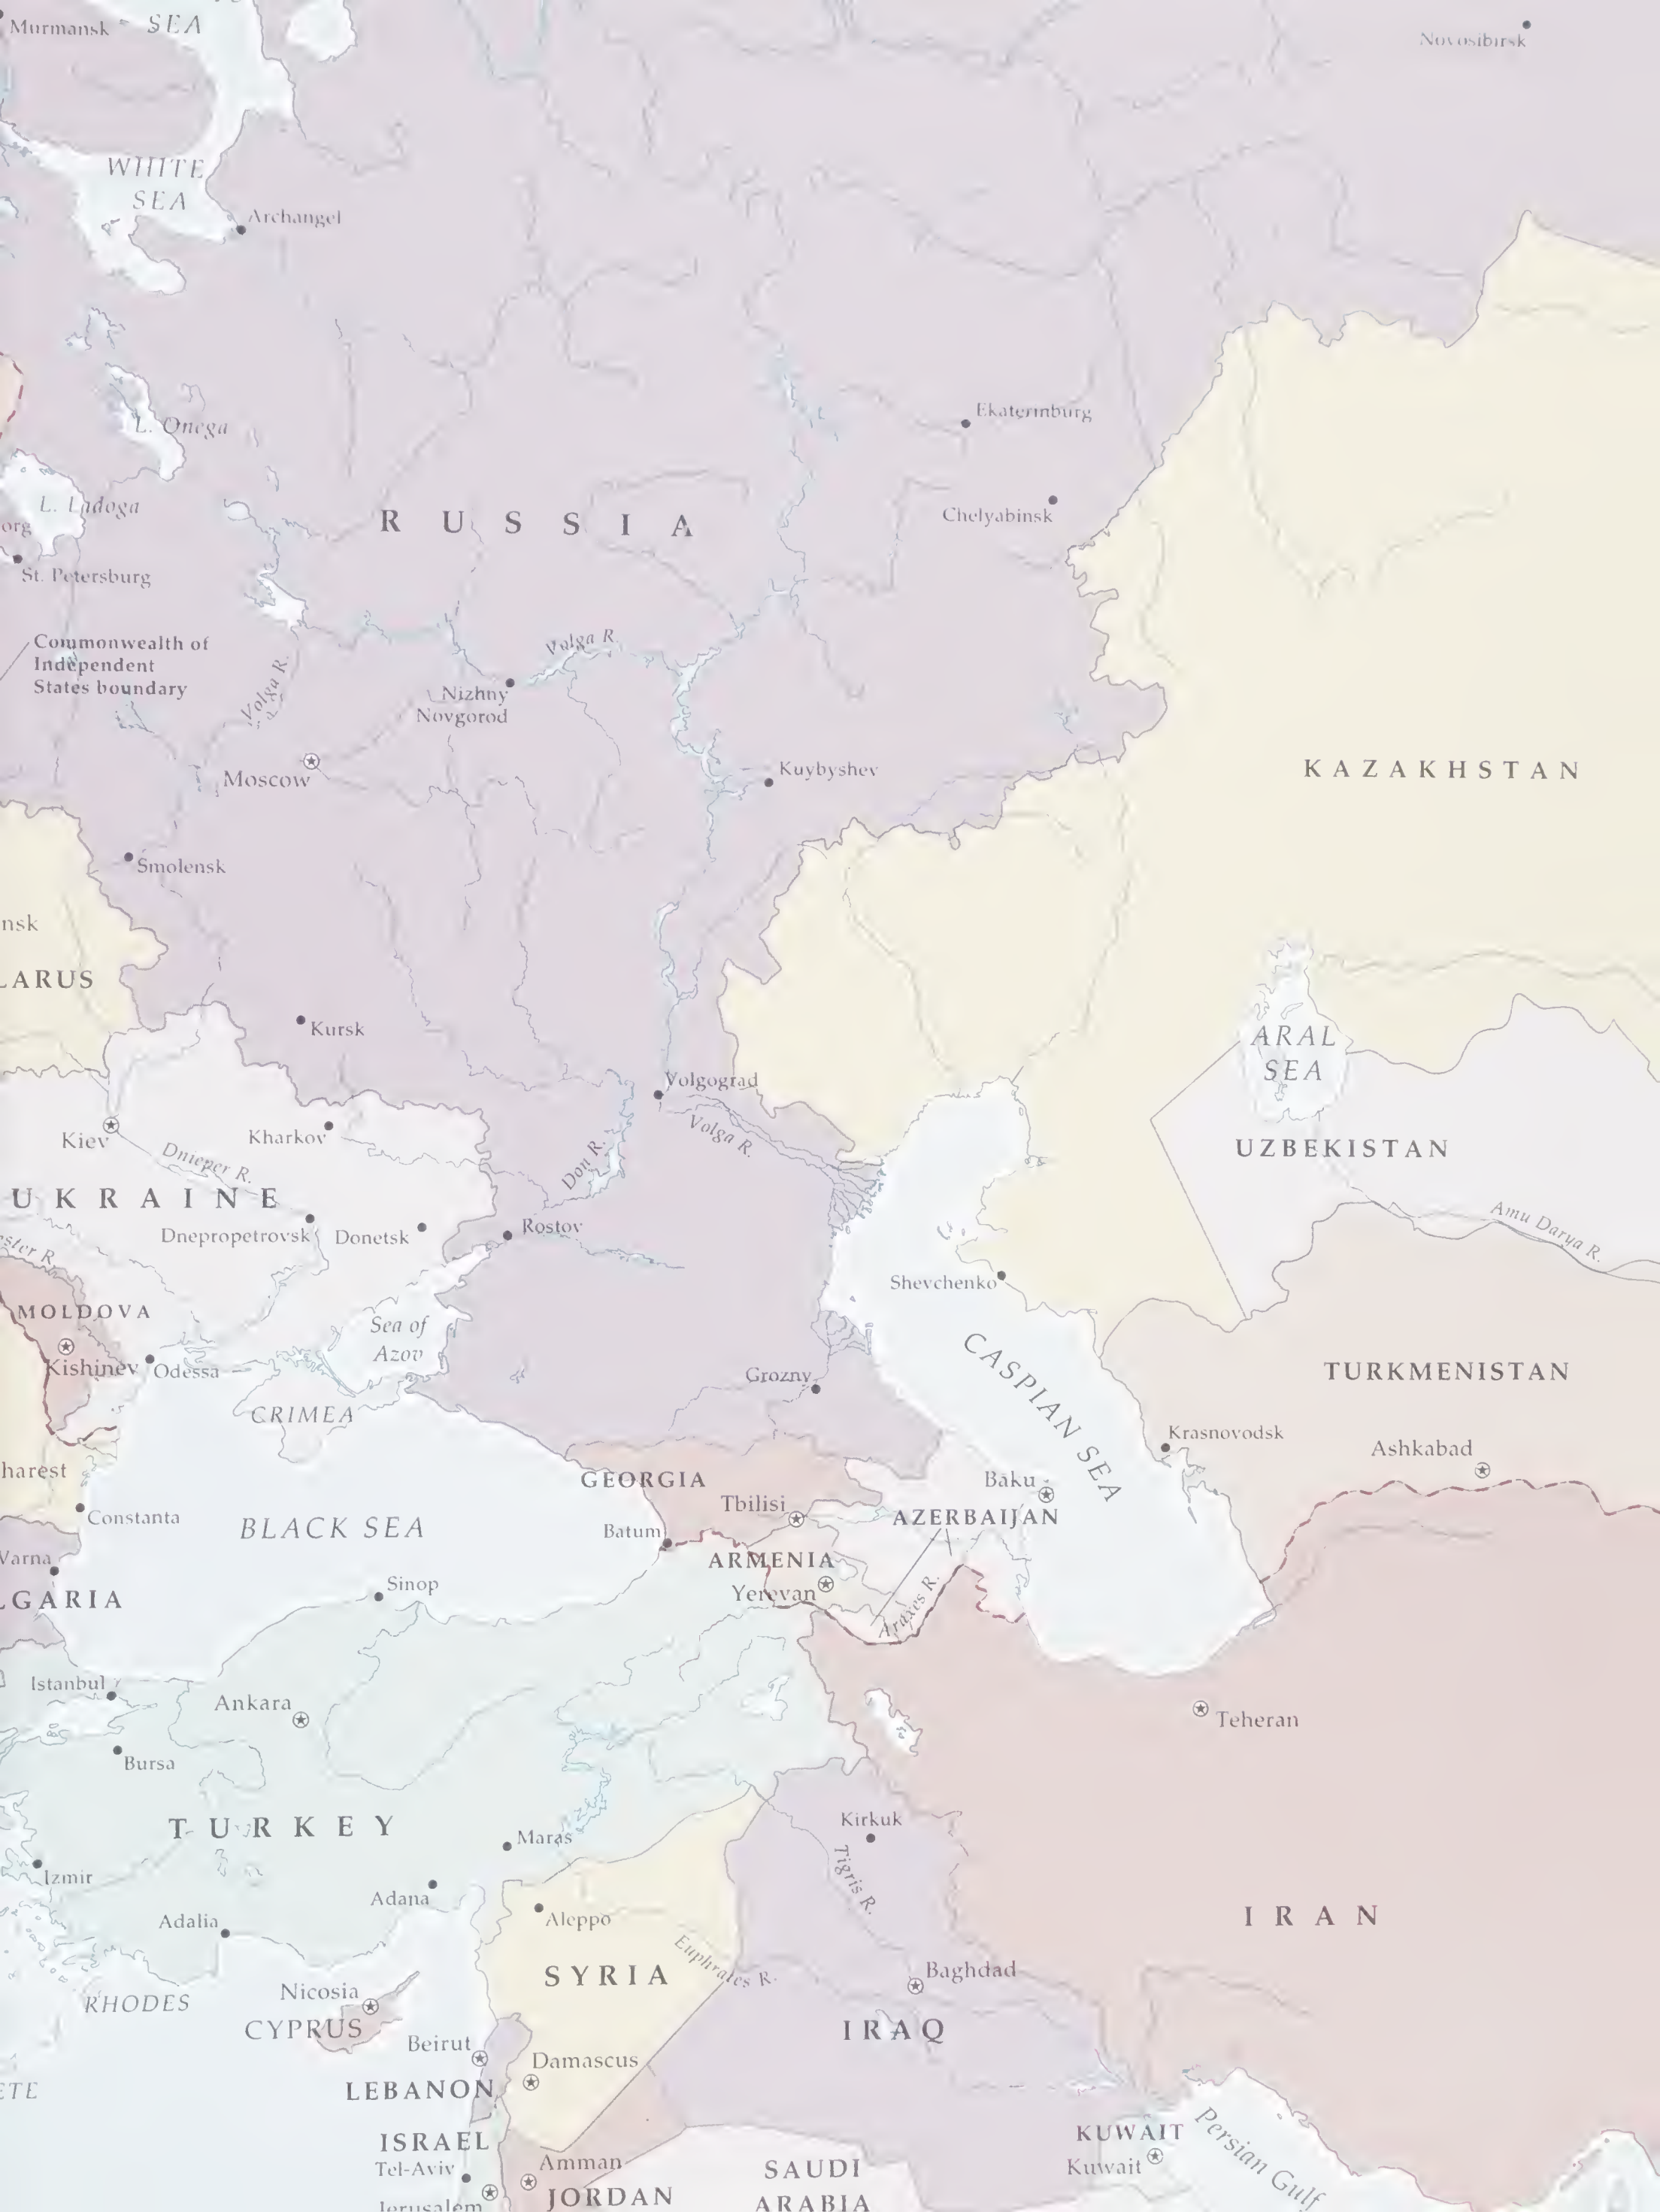 Murmansk
SEA
Novosibirsk
WHITE
SEA
Archangel
L. Onega
Ekaterinburg
L. Ladoga
Chelyabinsk
RUSSIA
org
St. Petersburg
Commonwealth of
Independent
States boundary
Volga R.
Volga R.
Nizhny
Novgorod
Moscow
Kuybyshev
KAZAKHSTAN
Smolensk
nsk
LARUS
Kursk
ARAL
SEA
Volgograd
Volga R.
Kiev
Kharkov
Dnieper R.
Don R.
UZBEKISTAN
UKRAINE
Dnepropetrovsk
Donetsk
Rostov
Amu Darya R.
ester R.
Shevchenko
MOLDOVA
Sea of
Azov
Kishinev
Odessa
Grozny
CASPIAN SEA
TURKMENISTAN
CRIMEA
Krasnovodsk
Ashkabad
harest
GEORGIA
Baku
Tbilisi
AZERBAIJAN
Constanta
BLACK SEA
Batum
Varna
ARMENIA
Yerevan
Araxes R.
Sinop
LGARIA
Istanbul
Ankara
Teheran
Bursa
TURKEY
Kirkuk
Maras
Tigris R.
Izmir
Adana
Adalia
Aleppo
IRAN
SYRIA
Euphrates R.
Baghdad
Nicosia
RHODES
CYPRUS
IRAQ
Beirut
Damascus
LEBANON
ETE
ISRAEL
KUWAIT
Kuwait
Persian Gulf
Tel-Aviv
Amman
SAUDI
ARABIA
Jerusalem
JORDAN